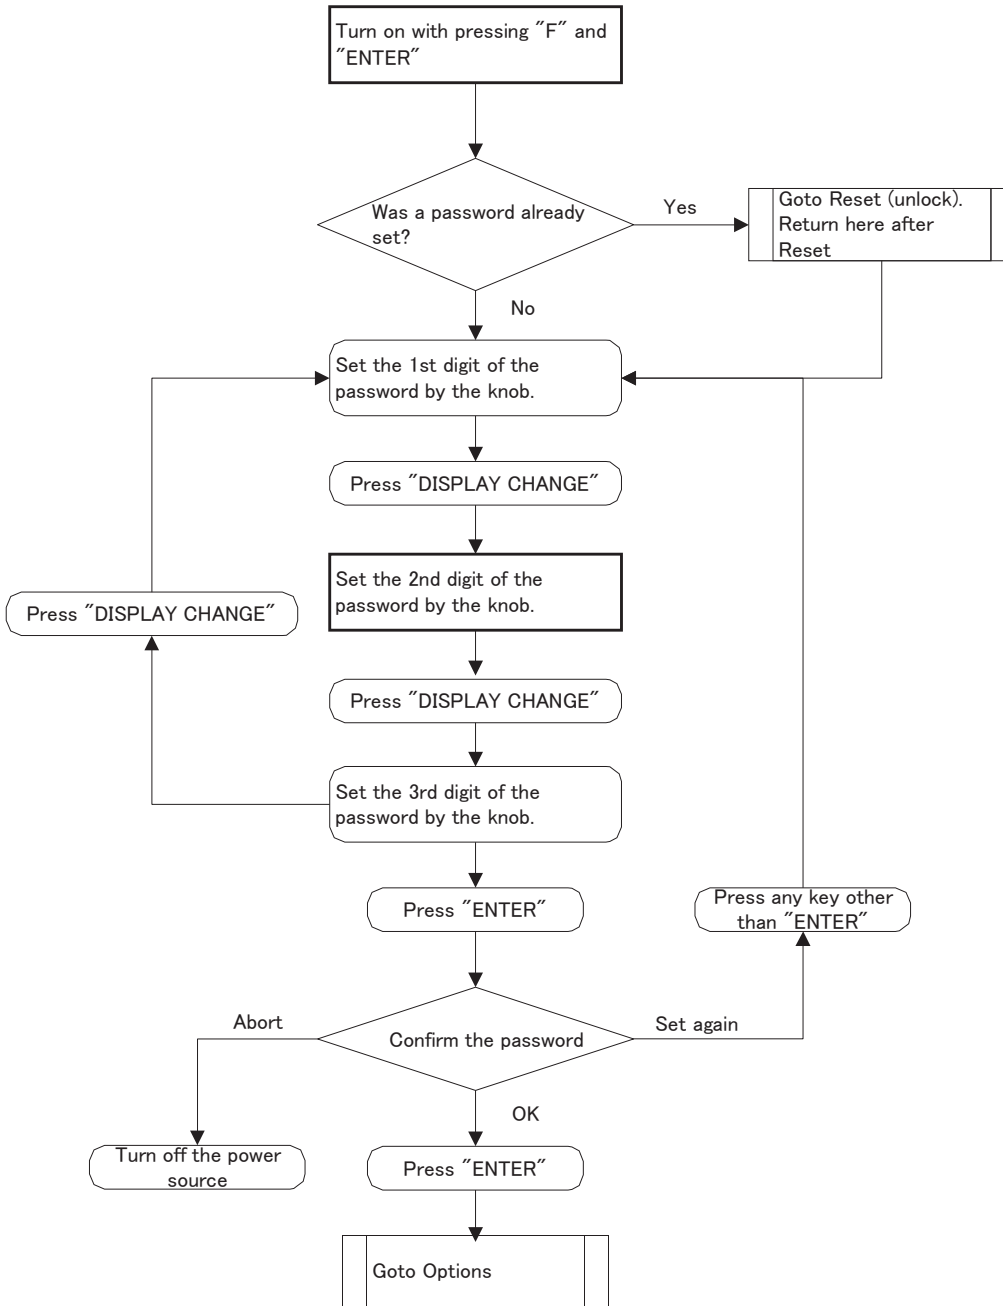 Turn on with pressing "F" and
"ENTER"
Was a password already
set?
Yes
Goto Reset (unlock).
Return here after
Reset
No
Set the 1st digit of the
password by the knob.
Press "DISPLAY CHANGE"
Set the 2nd digit of the
password by the knob.
Press "DISPLAY CHANGE"
Press "DISPLAY CHANGE"
Set the 3rd digit of the
password by the knob.
Press "ENTER"
Press any key other
than "ENTER"
Abort
Confirm the password
Set again
OK
Turn off the power
source
Press "ENTER"
Goto Options